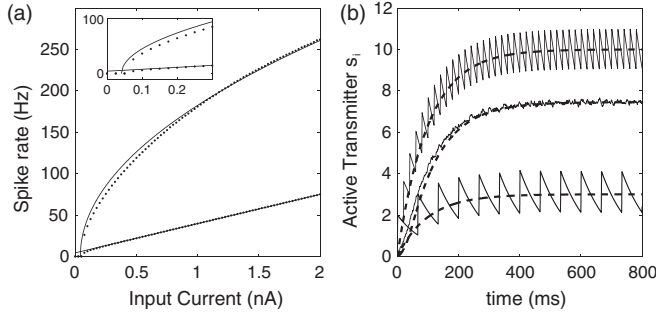 (a)
Spike rate (Hz)
250
200
150
100
50
0
0 0.5 1 1.5 2
Input Current (nA)
100
0
0 0.1 0.2
(b)
Active Transmitter s_i
12
10
8
6
4
2
0
0 200 400 600 800
time (ms)